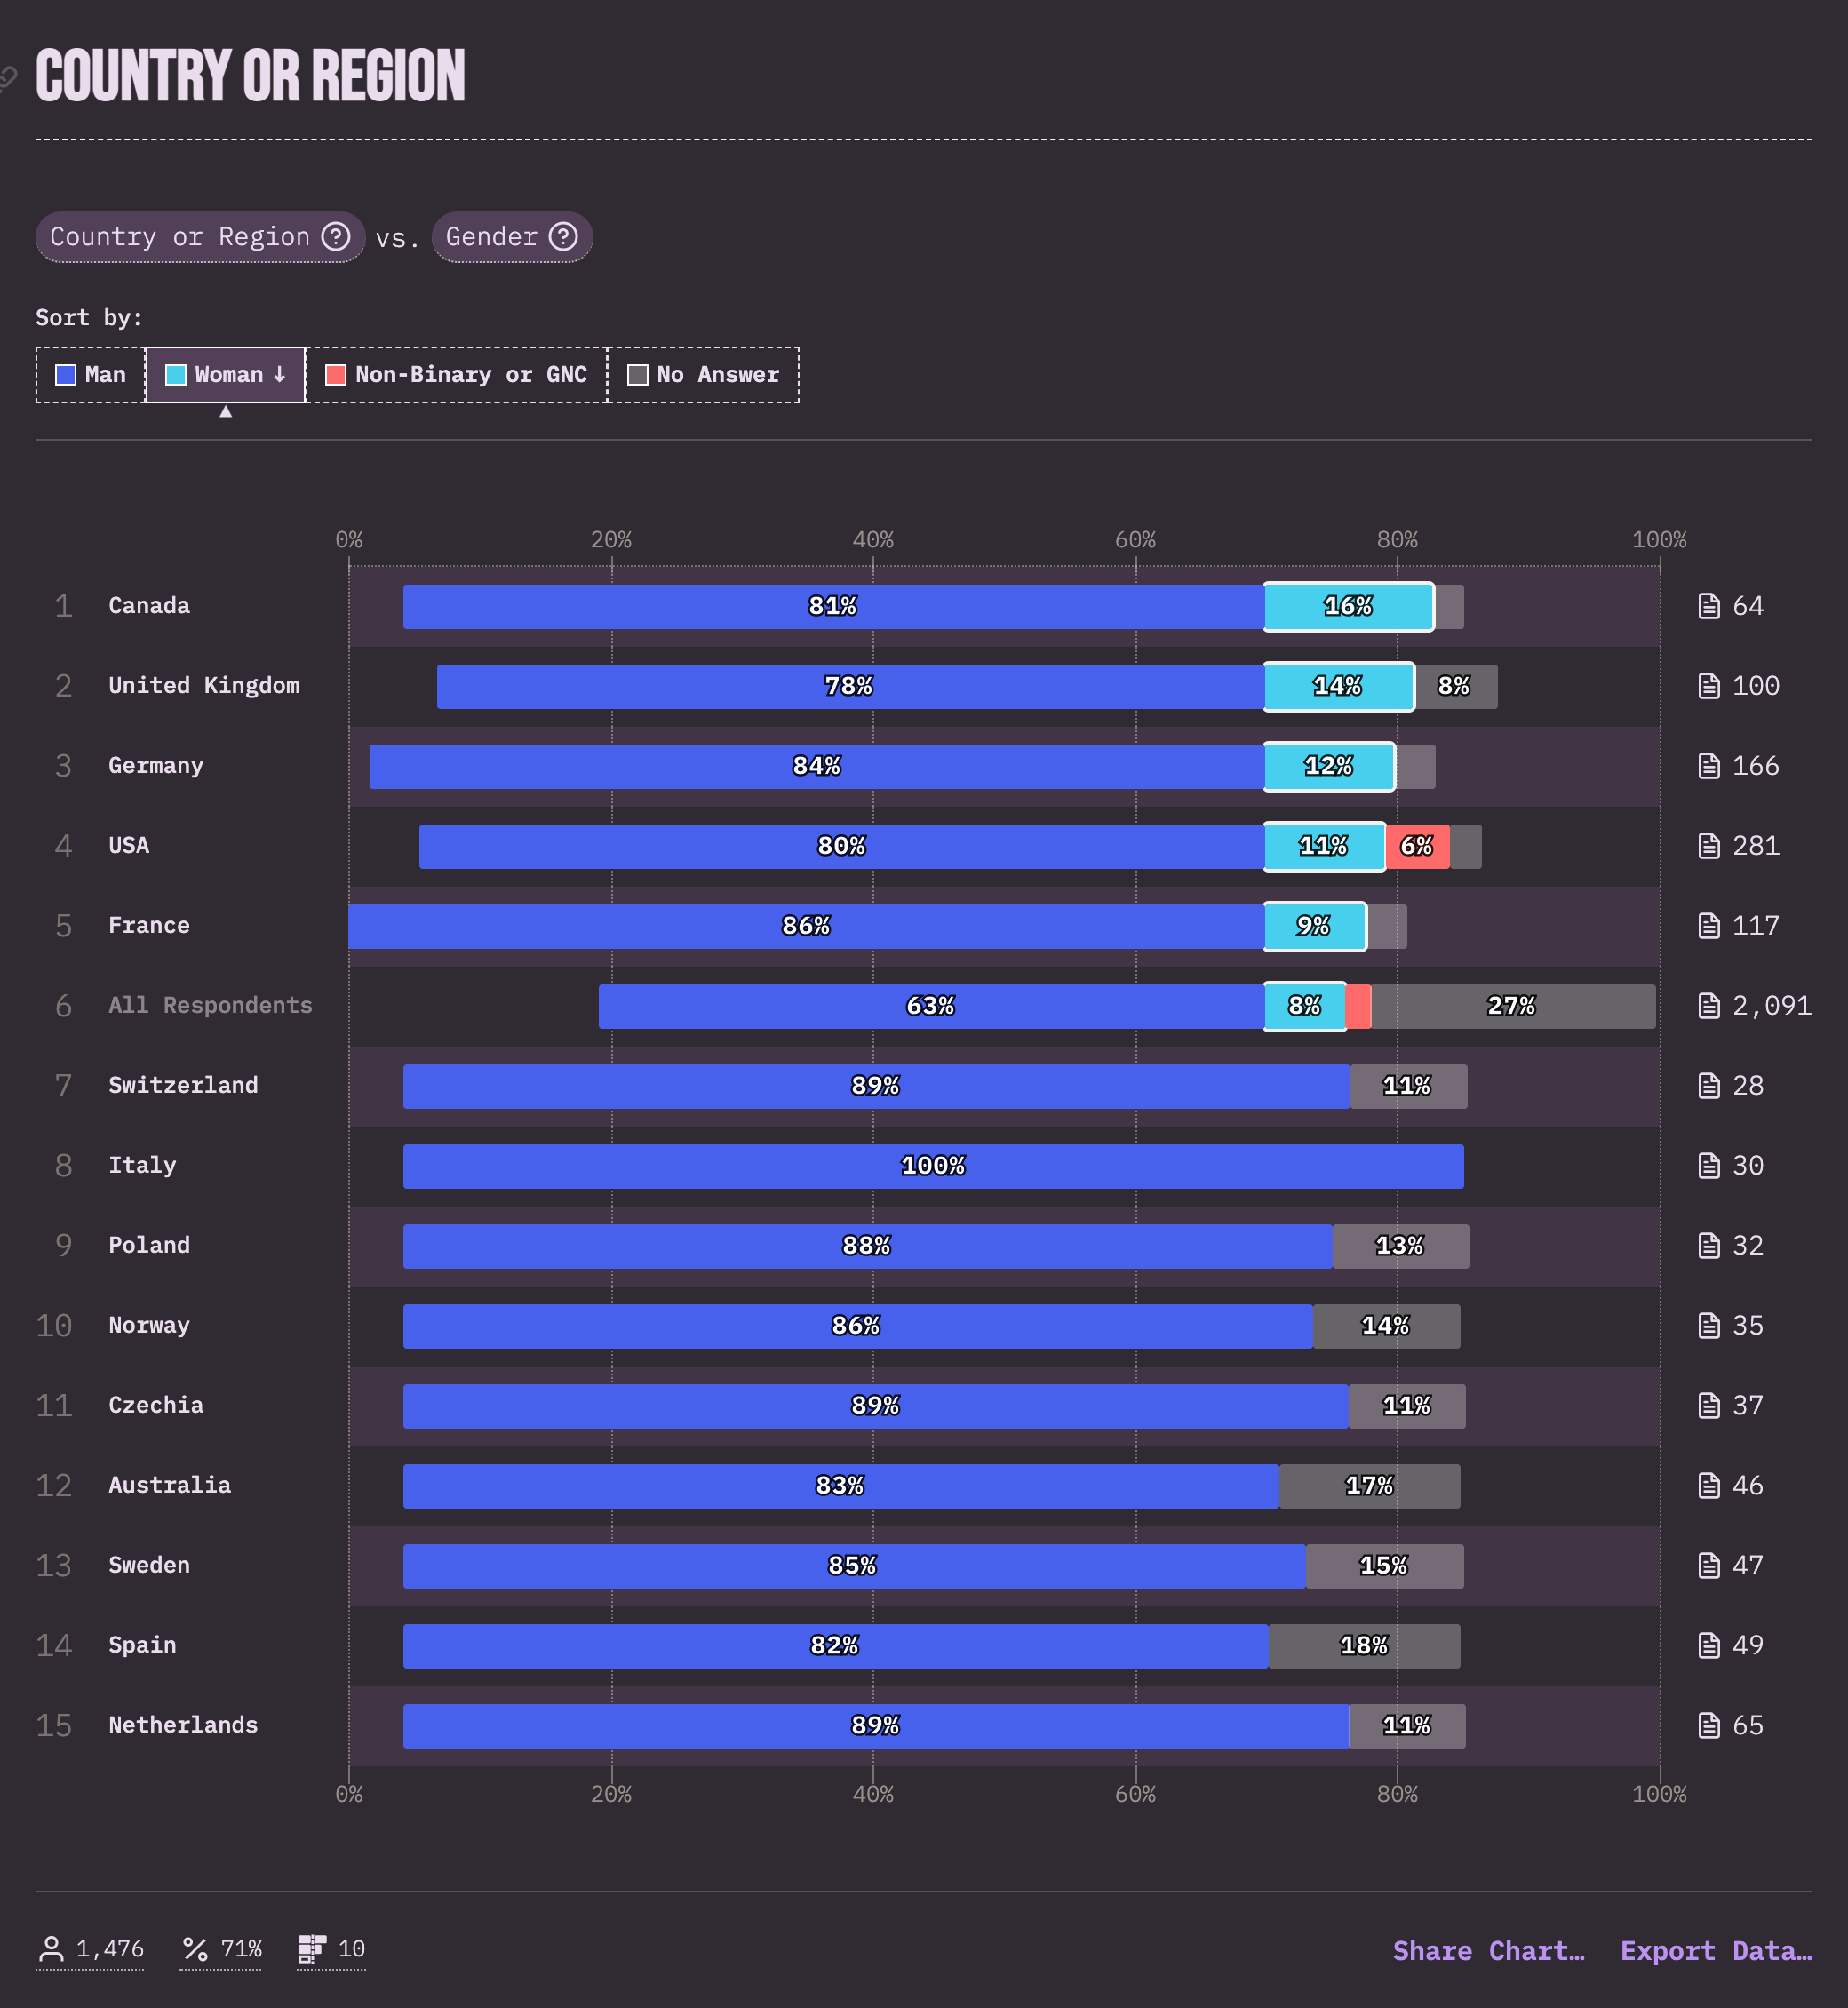 COUNTRY OR REGION
Country or Region ? vs. Gender ?
Sort by:
Man Woman ↓ Non-Binary or GNC No Answer
0% 20% 40% 60% 80% 100%
1 Canada 81% 16% 64
2 United Kingdom 78% 14% 8% 100
3 Germany 84% 12% 166
4 USA 80% 11% 6% 281
5 France 86% 9% 117
6 All Respondents 63% 8% 27% 2,091
7 Switzerland 89% 11% 28
8 Italy 100% 30
9 Poland 88% 13% 32
10 Norway 86% 14% 35
11 Czechia 89% 11% 37
12 Australia 83% 17% 46
13 Sweden 85% 15% 47
14 Spain 82% 18% 49
15 Netherlands 89% 11% 65
0% 20% 40% 60% 80% 100%
1,476 % 71% 10 Share Chart… Export Data…